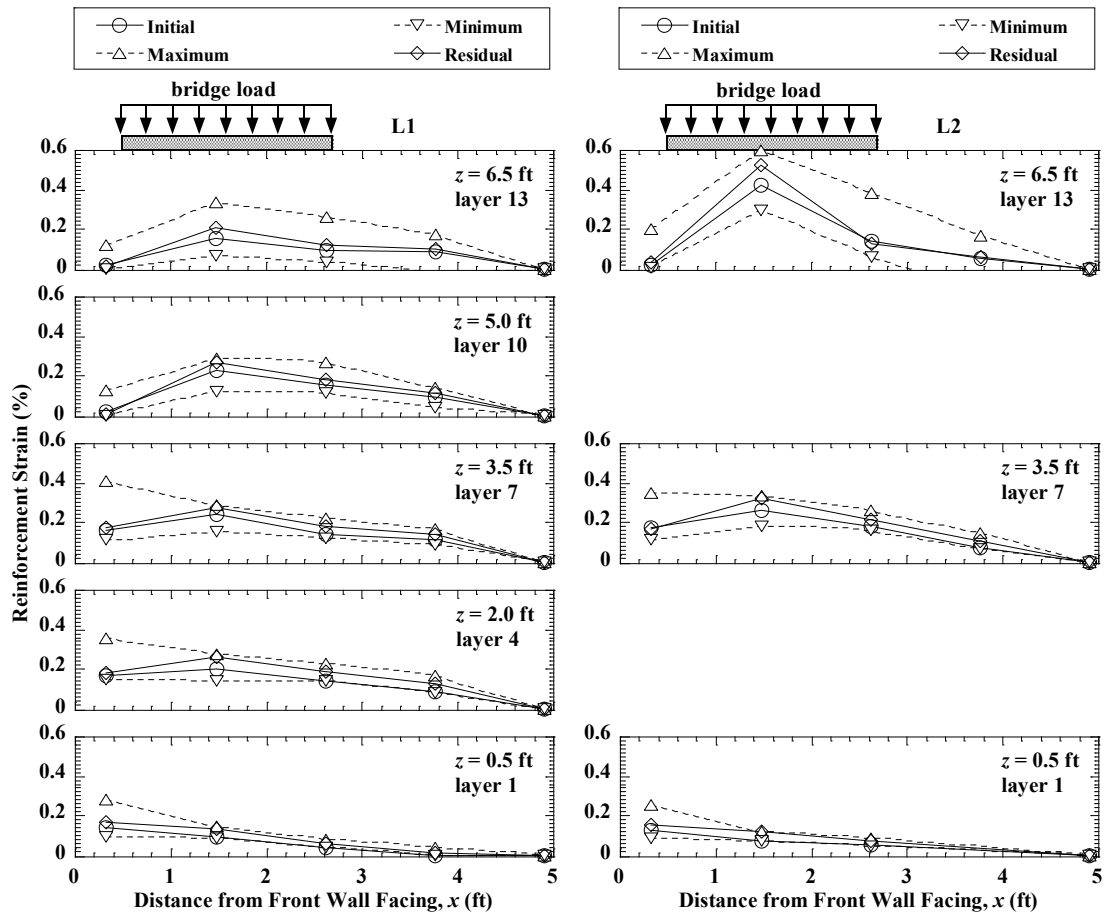 Initial
Minimum
Maximum
Residual
Initial
Minimum
Maximum
Residual
bridge load
L1
bridge load
L2
Reinforcement Strain (%)
0.6
0.4
0.2
0
z = 6.5 ft
layer 13
0.6
0.4
0.2
0
z = 6.5 ft
layer 13
0.6
0.4
0.2
0
z = 5.0 ft
layer 10
0.6
0.4
0.2
0
z = 3.5 ft
layer 7
0.6
0.4
0.2
0
z = 3.5 ft
layer 7
0.6
0.4
0.2
0
z = 2.0 ft
layer 4
0.6
0.4
0.2
0
z = 0.5 ft
layer 1
0 1 2 3 4 5
Distance from Front Wall Facing, x (ft)
0.6
0.4
0.2
0
z = 0.5 ft
layer 1
0 1 2 3 4 5
Distance from Front Wall Facing, x (ft)